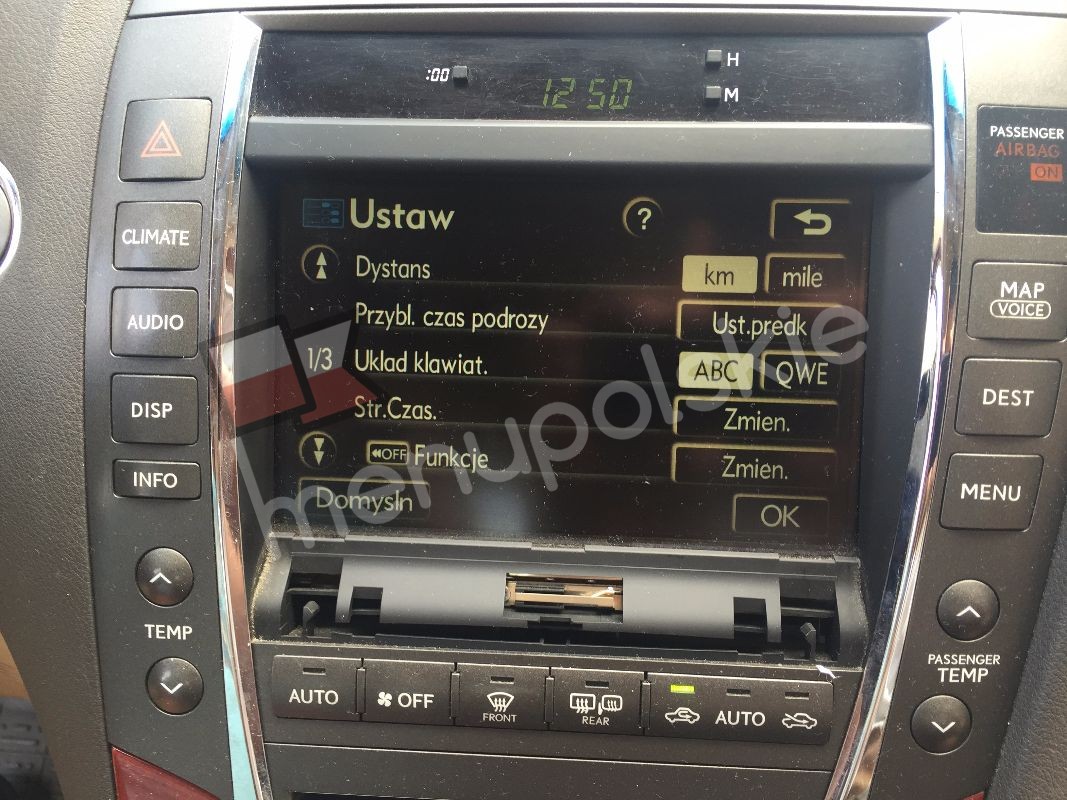 :00
12:50
H
M
PASSENGER
AIRBAG
ON
CLIMATE
AUDIO
DISP
INFO
TEMP
Ustaw
?
Dystans
km
mile
Przybl. czas podrozy
Ust.predk
1/3
Uklad klawiat.
ABC
QWE
Str.Czas.
Zmien.
OFF
Funkcje
Zmien.
Domysln
OK
menupolskie
MAP
VOICE
DEST
MENU
PASSENGER
TEMP
AUTO
OFF
FRONT
REAR
AUTO